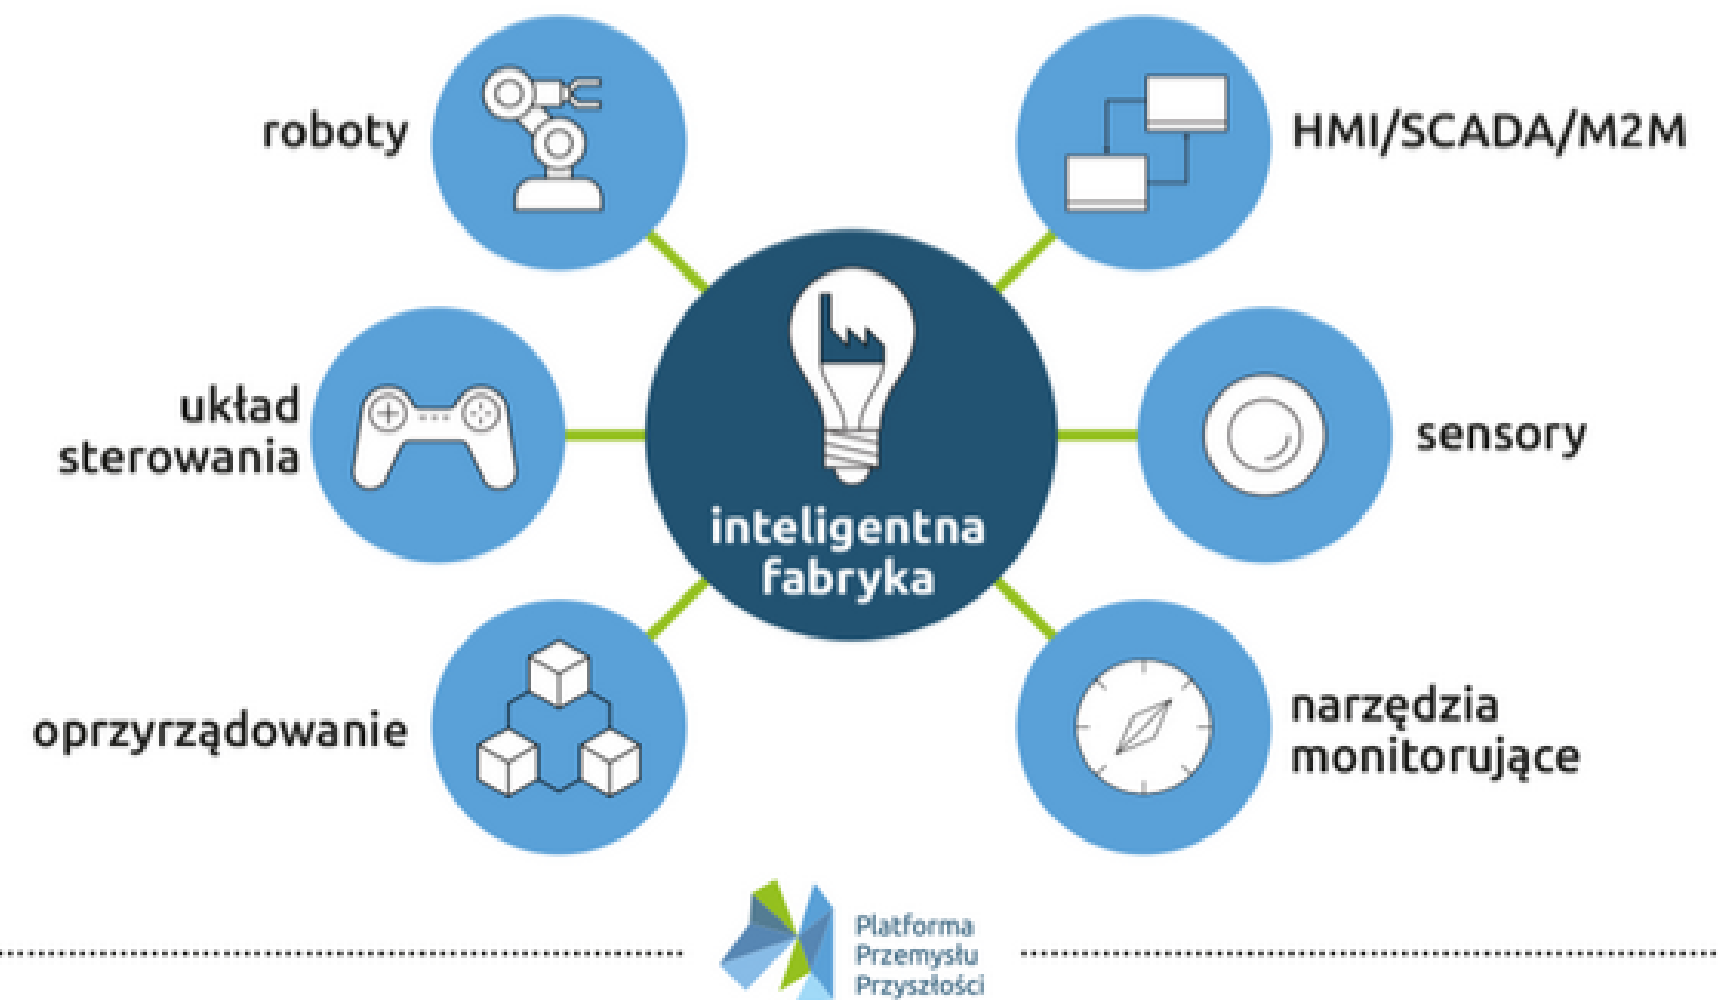 roboty
HMI/SCADA/M2M
układ
sterowania
inteligentna
fabryka
sensory
oprzyrządowanie
narzędzia
monitorujące
Platforma
Przemysłu
Przyszłości